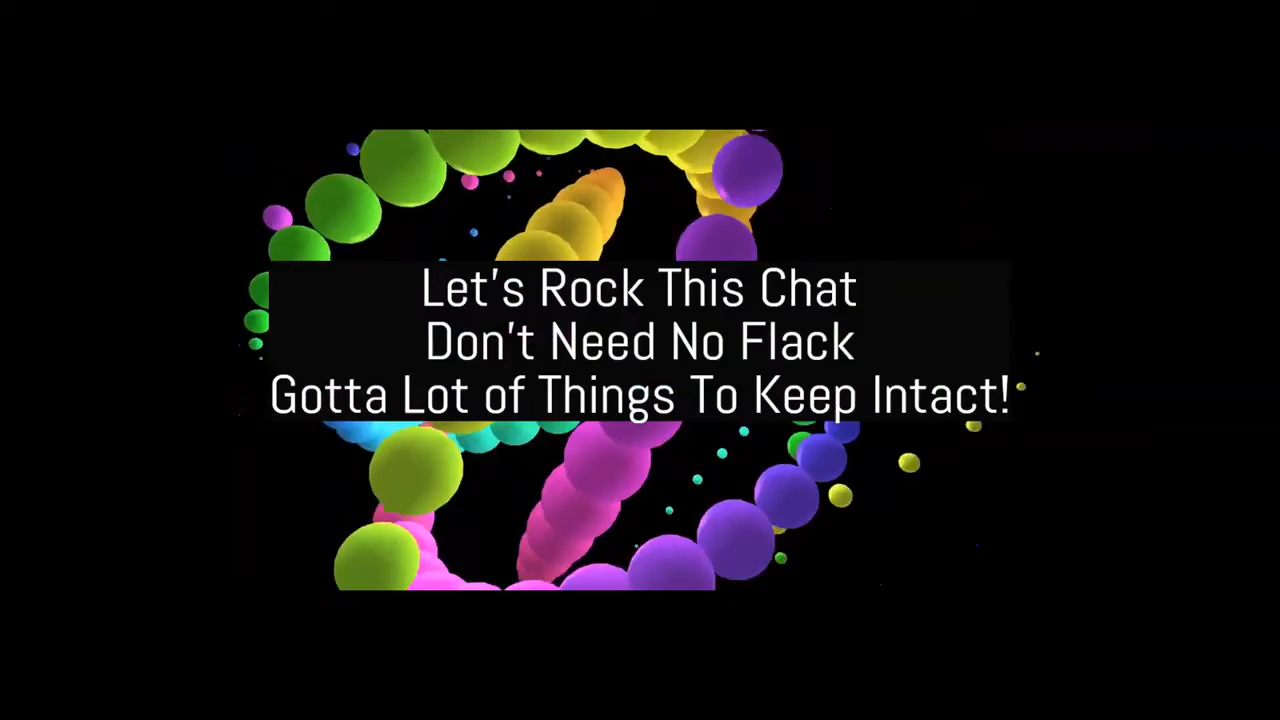 Let's Rock This Chat
Don't Need No Flack
Gotta Lot of Things To Keep Intact!